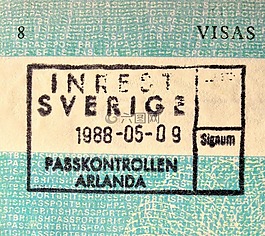 8 VISAS
INREST
SVERIGE
1988-05-09
Signum
PASSKONTROLLEN
ARLANDA